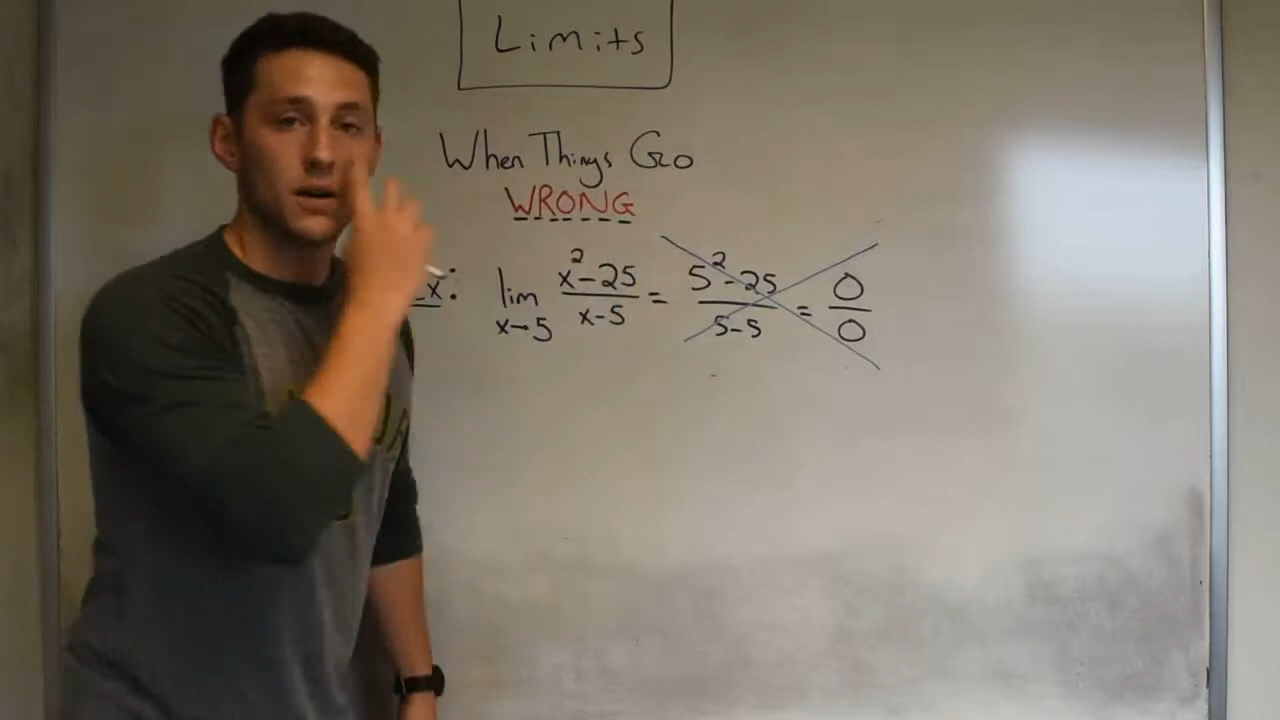 Limits
When Things Go
WRONG
x: lim x→5 x²-25/x-5 = 5²-25/5-5 = 0/0